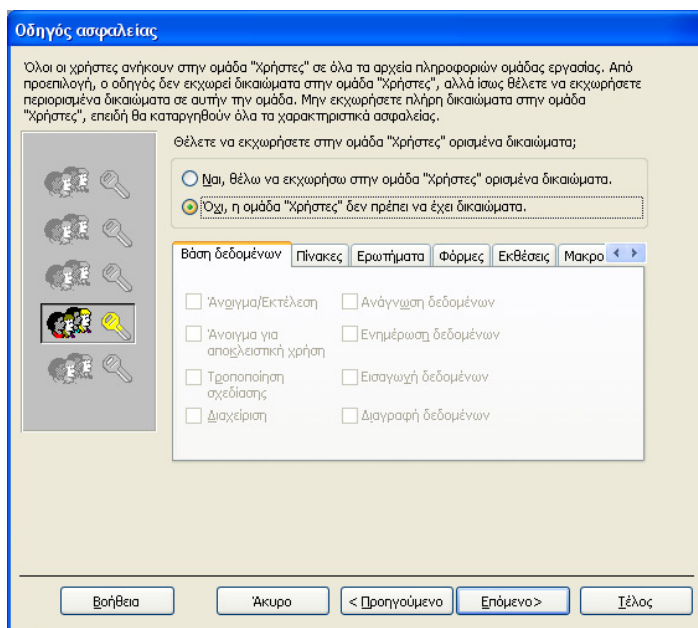 Οδηγός ασφαλείας
Όλοι οι χρήστες ανήκουν στην ομάδα "Χρήστες" σε όλα τα αρχεία πληροφοριών ομάδας εργασίας. Από
προεπιλογή, ο οδηγός δεν εκχωρεί δικαιώματα στην ομάδα "Χρήστες", αλλά ίσως θέλετε να εκχωρήσετε
περιορισμένα δικαιώματα σε αυτήν την ομάδα. Μην εκχωρήσετε πλήρη δικαιώματα στην ομάδα
"Χρήστες", επειδή θα καταργηθούν όλα τα χαρακτηριστικά ασφαλείας.
Θέλετε να εκχωρήσετε στην ομάδα "Χρήστες" ορισμένα δικαιώματα;
Ναι, θέλω να εκχωρήσω στην ομάδα "Χρήστες" ορισμένα δικαιώματα.
Όχι, η ομάδα "Χρήστες" δεν πρέπει να έχει δικαιώματα.
Βάση δεδομένων Πίνακες Ερωτήματα Φόρμες Εκθέσεις Μακρο
Άνοιγμα/Εκτέλεση Ανάγνωση δεδομένων
Άνοιγμα για Ενημέρωση δεδομένων
αποκλειστική χρήση
Τροποποίηση Εισαγωγή δεδομένων
σχεδίασης
Διαχείριση Διαγραφή δεδομένων
Βοήθεια Άκυρο < Προηγούμενο Επόμενο > Τέλος